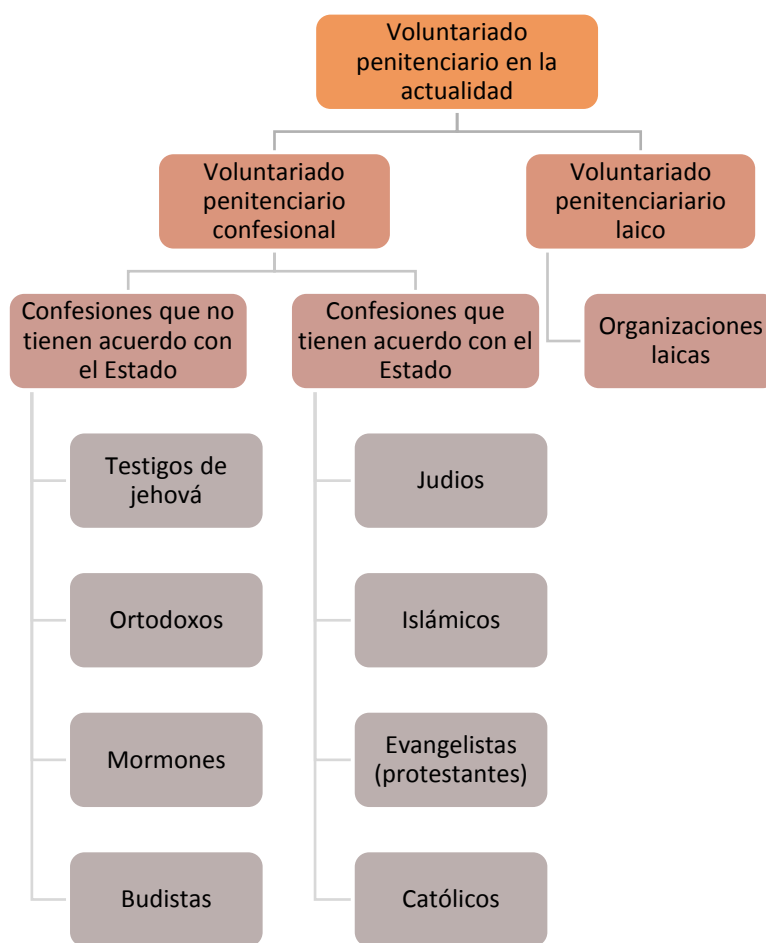 Voluntariado
penitenciario en la
actualidad
Voluntariado
penitenciario
confesional
Voluntariado
penitenciariario
laico
Confesiones que no
tienen acuerdo con
el Estado
Confesiones que
tienen acuerdo con el
Estado
Organizaciones
laicas
Testigos de
jehová
Judios
Ortodoxos
Islámicos
Mormones
Evangelistas
(protestantes)
Budistas
Católicos